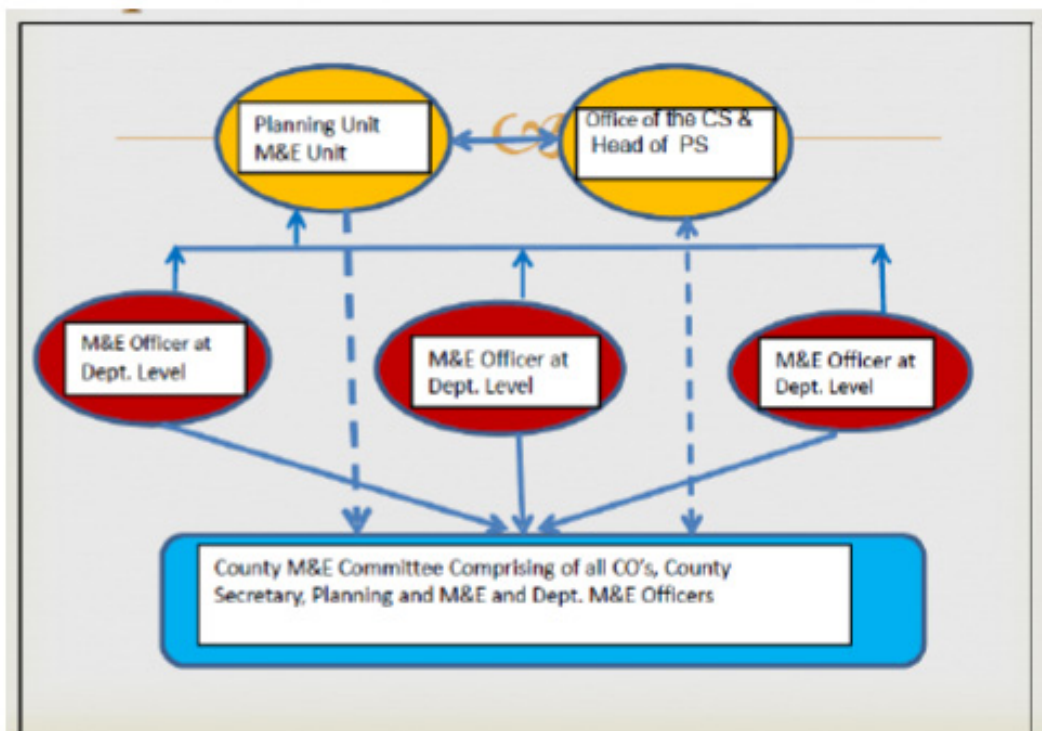 Planning Unit
M&E Unit
Office of the CS &
Head of PS
M&E Officer at
Dept. Level
M&E Officer at
Dept. Level
M&E Officer at
Dept. Level
County M&E Committee Comprising of all CO's, County
Secretary, Planning and M&E and Dept. M&E Officers